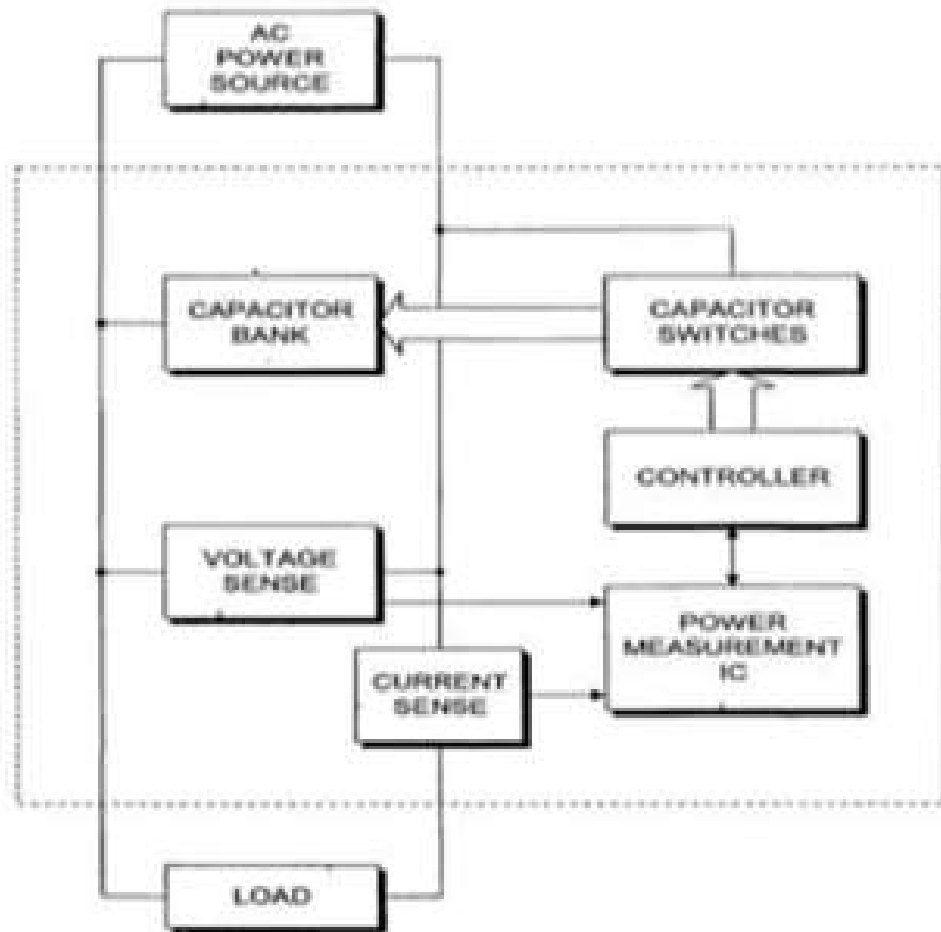 AC
POWER
SOURCE
CAPACITOR
BANK
CAPACITOR
SWITCHES
CONTROLLER
VOLTAGE
SENSE
POWER
MEASUREMENT
IC
CURRENT
SENSE
LOAD